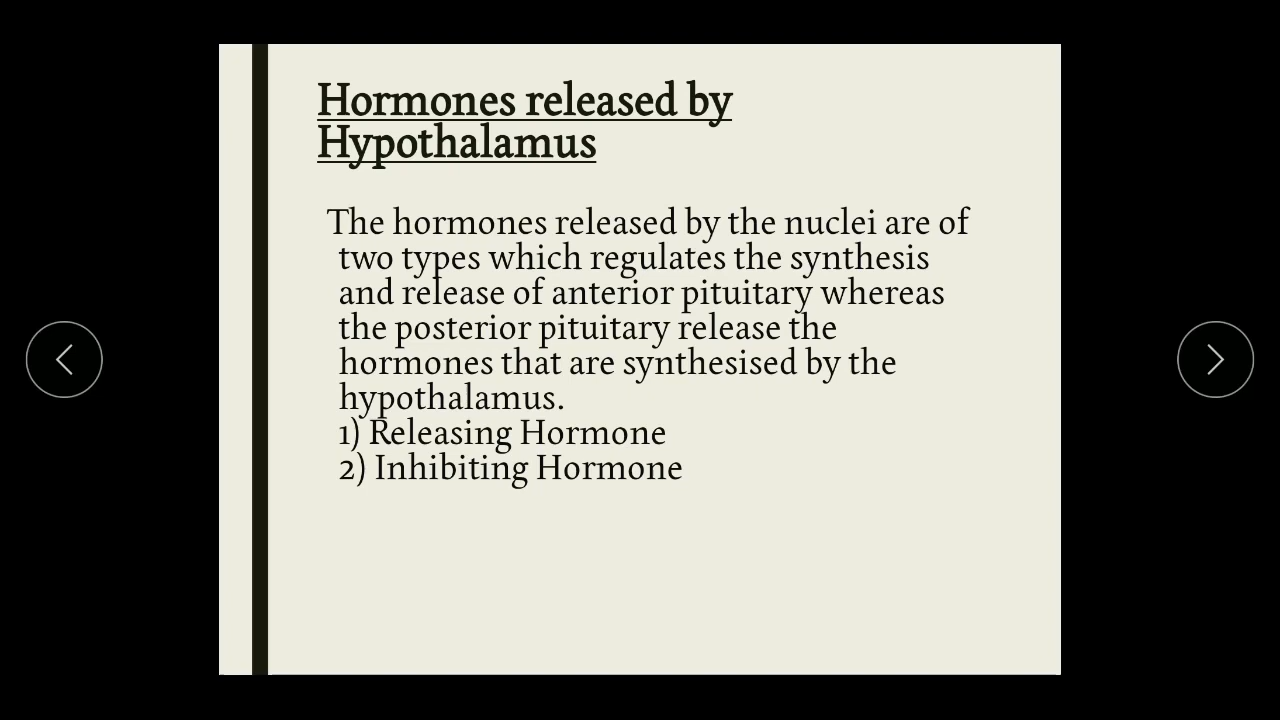 Hormones released by
Hypothalamus
The hormones released by the nuclei are of
two types which regulates the synthesis
and release of anterior pituitary whereas
the posterior pituitary release the
hormones that are synthesised by the
hypothalamus.
1) Releasing Hormone
2) Inhibiting Hormone